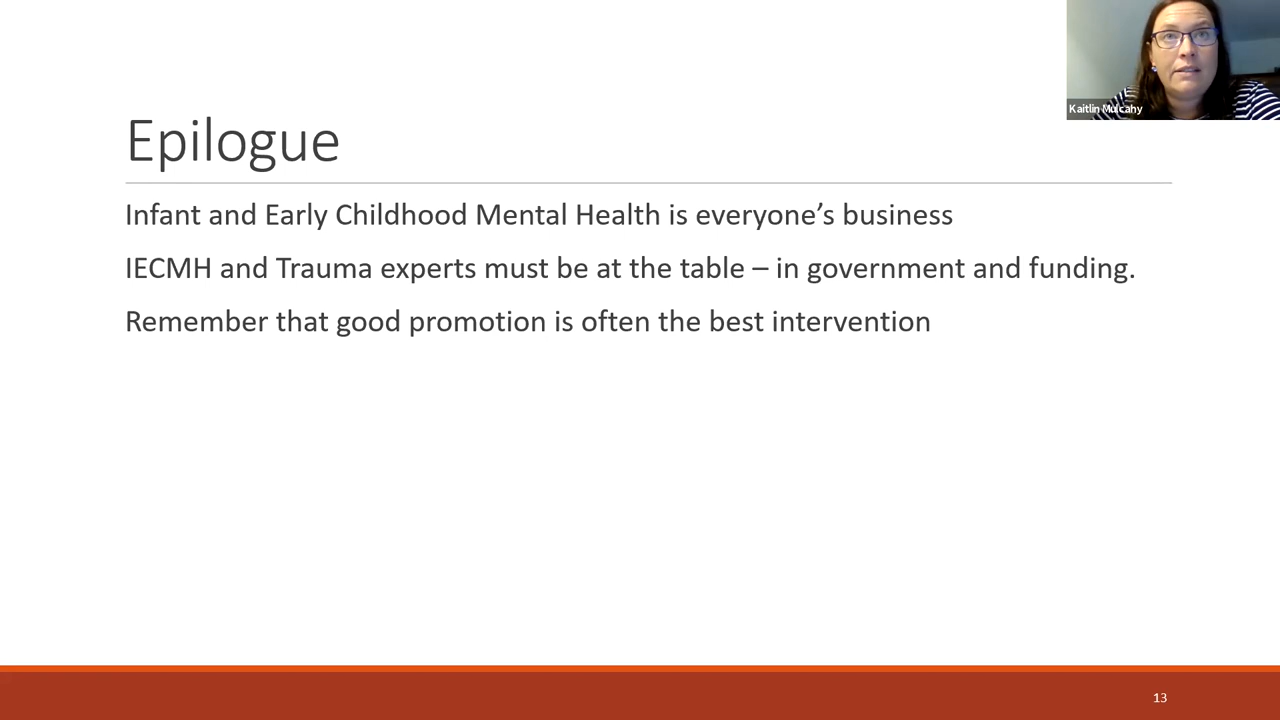 Kaitlin Mulcahy
Epilogue
Infant and Early Childhood Mental Health is everyone’s business
IECMH and Trauma experts must be at the table – in government and funding.
Remember that good promotion is often the best intervention
13